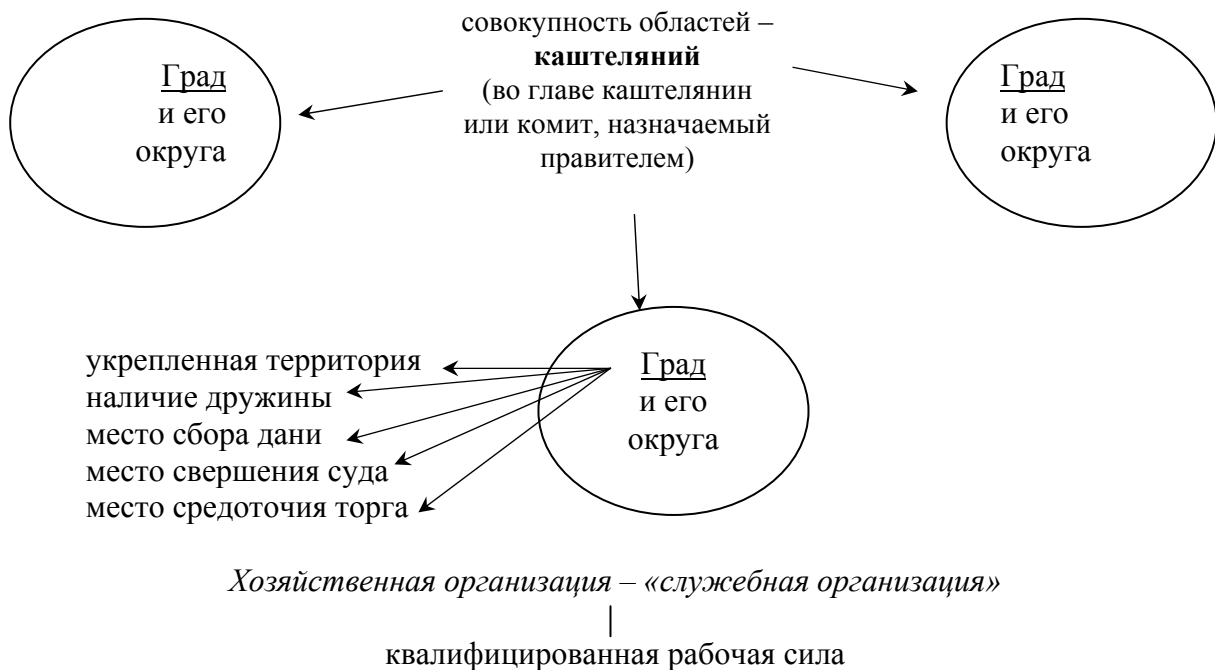 совокупность областей –
каштеляний
(во главе каштелянин
или комит, назначаемый
правителем)
Град
и его
округа
Град
и его
округа
Град
и его
округа
укрепленная территория
наличие дружины
место сбора дани
место свершения суда
место средоточия торга
Хозяйственная организация – «служебная организация»
квалифицированная рабочая сила